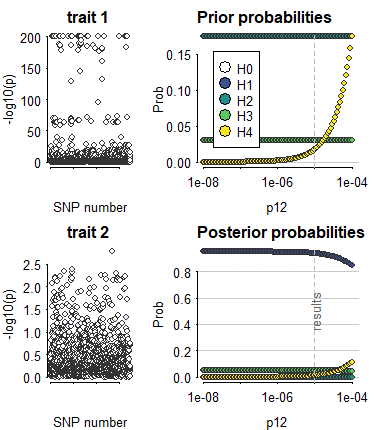 trait 1
-log10(p)
200
150
100
50
0
SNP number
Prior probabilities
Prob
0.15
0.10
0.05
0.00
H0
H1
H2
H3
H4
1e-08
1e-06
1e-04
p12
trait 2
-log10(p)
2.5
2.0
1.5
1.0
0.5
0.0
SNP number
Posterior probabilities
Prob
0.8
0.6
0.4
0.2
0.0
results
1e-08
1e-06
1e-04
p12